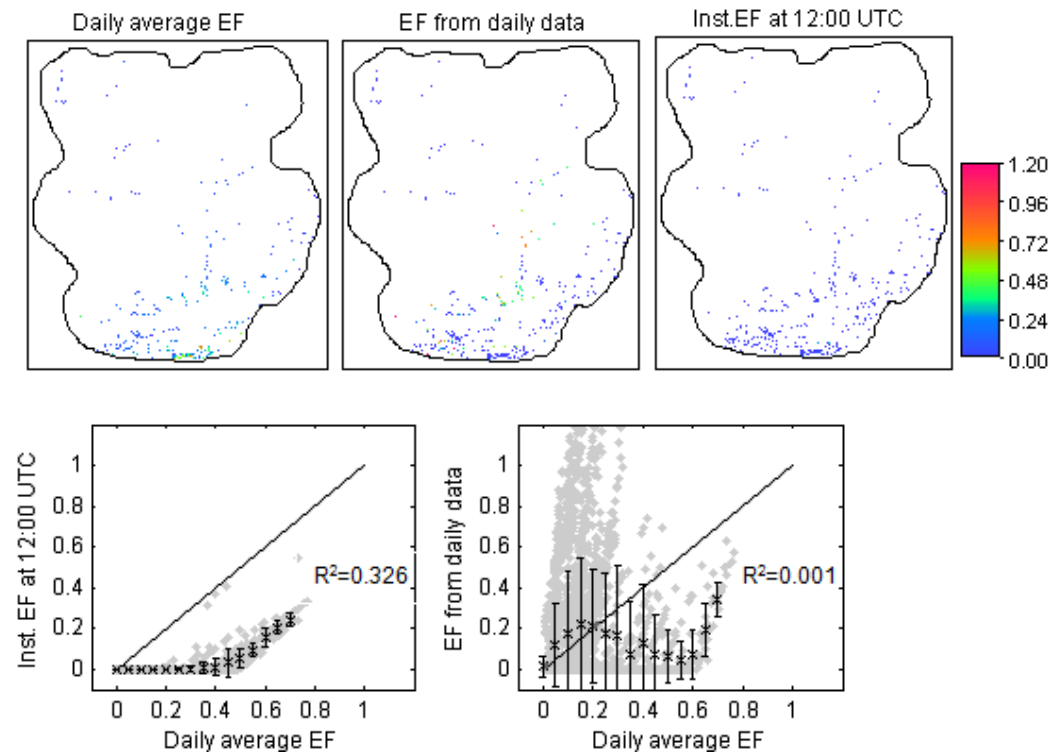 Daily average EF
EF from daily data
Inst.EF at 12:00 UTC
1.20
0.96
0.72
0.48
0.24
0.00
Inst. EF at 12:00 UTC
1
0.8
0.6
0.4
0.2
0
R²=0.326
0 0.2 0.4 0.6 0.8 1
Daily average EF
EF from daily data
1
0.8
0.6
0.4
0.2
0
R²=0.001
0 0.2 0.4 0.6 0.8 1
Daily average EF